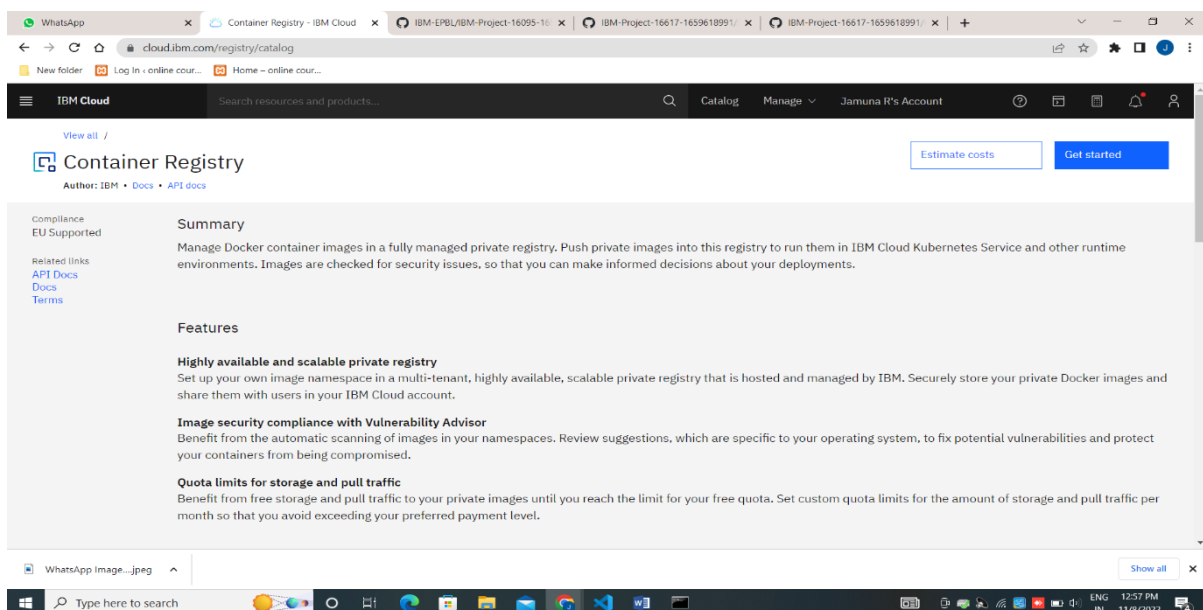 WhatsApp
Container Registry - IBM Cloud
IBM-EPBL/IBM-Project-16095-16
IBM-Project-16617-1659618991/
IBM-Project-16617-1659618991/
cloud.ibm.com/registry/catalog
J
New folder
Log In ‹ online cour...
Home – online cour...
IBM Cloud
Search resources and products...
Catalog
Manage
Jamuna R's Account
View all /
Container Registry
Author: IBM • Docs • API docs
Estimate costs
Get started
Compliance
EU Supported
Related links
API Docs
Docs
Terms
Summary
Manage Docker container images in a fully managed private registry. Push private images into this registry to run them in IBM Cloud Kubernetes Service and other runtime
environments. Images are checked for security issues, so that you can make informed decisions about your deployments.
Features
Highly available and scalable private registry
Set up your own image namespace in a multi-tenant, highly available, scalable private registry that is hosted and managed by IBM. Securely store your private Docker images and
share them with users in your IBM Cloud account.
Image security compliance with Vulnerability Advisor
Benefit from the automatic scanning of images in your namespaces. Review suggestions, which are specific to your operating system, to fix potential vulnerabilities and protect
your containers from being compromised.
Quota limits for storage and pull traffic
Benefit from free storage and pull traffic to your private images until you reach the limit for your free quota. Set custom quota limits for the amount of storage and pull traffic per
month so that you avoid exceeding your preferred payment level.
WhatsApp Image....jpeg
Show all
Type here to search
ENG
IN
12:57 PM
11/8/2022